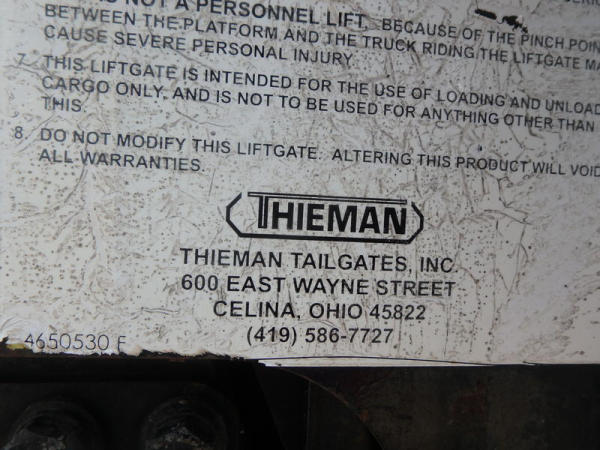 NOT A PERSONNEL LIFT. BECAUSE OF THE PINCH POIN
BETWEEN THE PLATFORM AND THE TRUCK RIDING THE LIFTGATE MA
CAUSE SEVERE PERSONAL INJURY.
7. THIS LIFTGATE IS INTENDED FOR THE USE OF LOADING AND UNLOAD
CARGO ONLY, AND IS NOT TO BE USED FOR ANYTHING OTHER THAN
THIS.
8. DO NOT MODIFY THIS LIFTGATE. ALTERING THIS PRODUCT WILL VOID
ALL WARRANTIES.
THIEMAN
THIEMAN TAILGATES, INC.
600 EAST WAYNE STREET
CELINA, OHIO 45822
(419) 586-7727
4650530 F